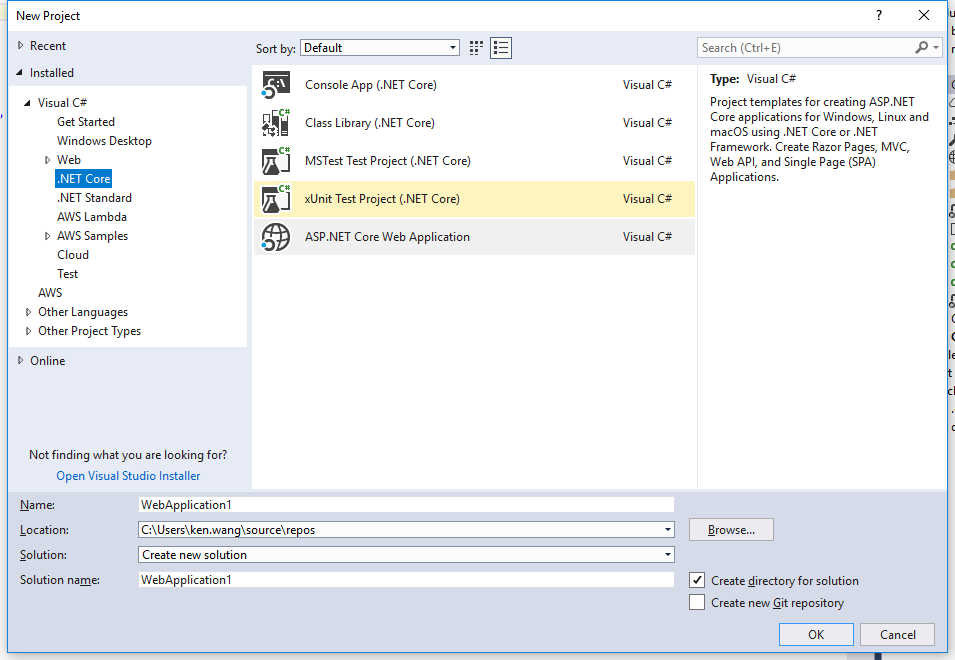 New Project
?
Recent
Installed
Visual C#
Get Started
Windows Desktop
Web
.NET Core
.NET Standard
AWS Lambda
AWS Samples
Cloud
Test
AWS
Other Languages
Other Project Types
Online
Not finding what you are looking for?
Open Visual Studio Installer
Sort by: Default
Console App (.NET Core) Visual C#
Class Library (.NET Core) Visual C#
MSTest Test Project (.NET Core) Visual C#
xUnit Test Project (.NET Core) Visual C#
ASP.NET Core Web Application Visual C#
Search (Ctrl+E)
Type: Visual C#
Project templates for creating ASP.NET
Core applications for Windows, Linux and
macOS using .NET Core or .NET
Framework. Create Razor Pages, MVC,
Web API, and Single Page (SPA)
Applications.
Name: WebApplication1
Location: C:\Users\ken.wang\source\repos
Browse...
Solution: Create new solution
Solution name: WebApplication1
Create directory for solution
Create new Git repository
OK
Cancel